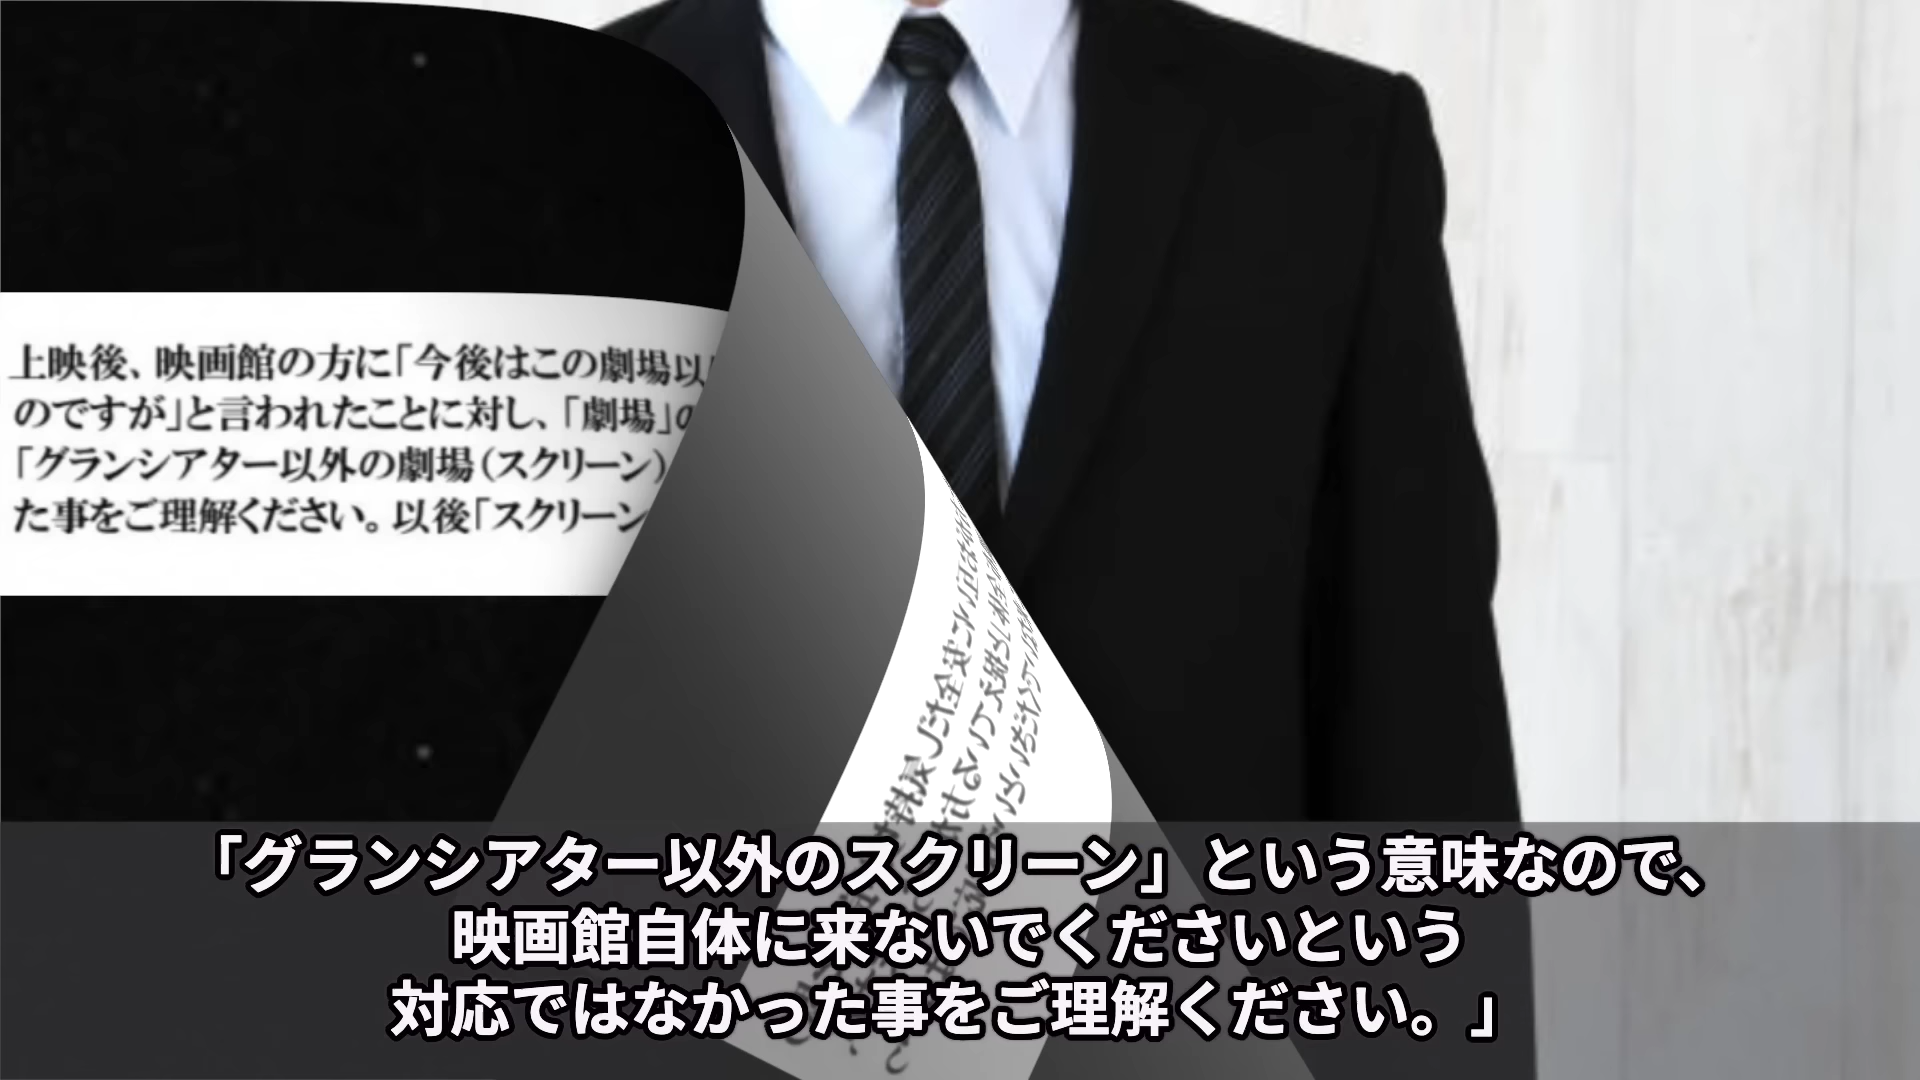 上映後、映画館の方に「今後はこの劇場以
のですが」と言われたことに対し、「劇場」の
「グランシアター以外の劇場（スクリーン）
た事をご理解ください。以後「スクリーン
「グランシアター以外のスクリーン」という意味なので、
映画館自体に来ないでくださいという
対応ではなかった事をご理解ください。」